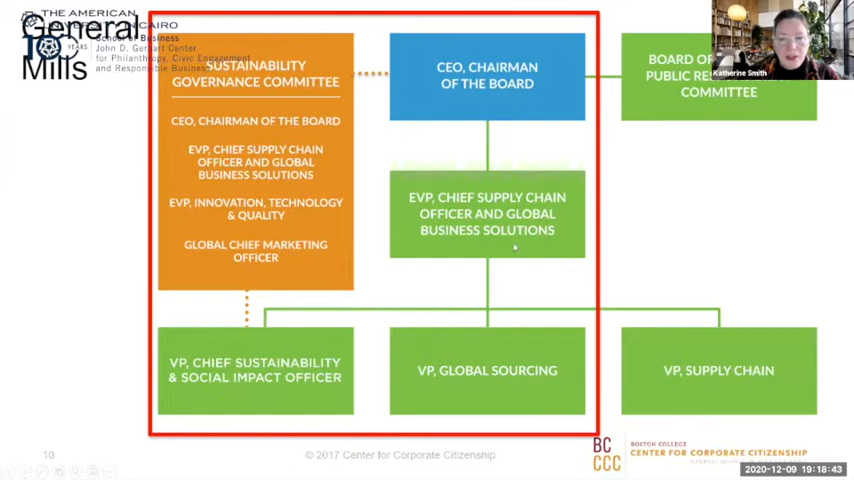 THE AMERICAN
UNIVERSITY IN CAIRO
School of Business
YEARS
John D. Gerhart Center
for Philanthropy, Civic Engagement
and Responsible Business
General
Mills
SUSTAINABILITY
GOVERNANCE COMMITTEE
CEO, CHAIRMAN OF THE BOARD
EVP, CHIEF SUPPLY CHAIN
OFFICER AND GLOBAL
BUSINESS SOLUTIONS
EVP, INNOVATION, TECHNOLOGY
& QUALITY
GLOBAL CHIEF MARKETING
OFFICER
CEO, CHAIRMAN
OF THE BOARD
BOARD
PUBLIC
COMMITTEE
Katherine Smith
EVP, CHIEF SUPPLY CHAIN
OFFICER AND GLOBAL
BUSINESS SOLUTIONS
VP, CHIEF SUSTAINABILITY
& SOCIAL IMPACT OFFICER
VP, GLOBAL SOURCING
VP, SUPPLY CHAIN
10
© 2017 Center for Corporate Citizenship
BC
CCC
BOSTON COLLEGE
CENTER FOR CORPORATE CITIZENSHIP
2020-12-09 19:18:43